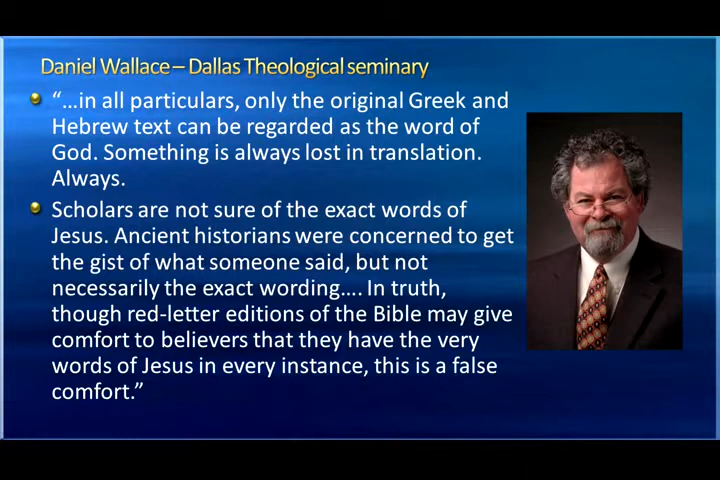 Daniel Wallace – Dallas Theological seminary
“…in all particulars, only the original Greek and
Hebrew text can be regarded as the word of
God. Something is always lost in translation.
Always.
Scholars are not sure of the exact words of
Jesus. Ancient historians were concerned to get
the gist of what someone said, but not
necessarily the exact wording…. In truth,
though red-letter editions of the Bible may give
comfort to believers that they have the very
words of Jesus in every instance, this is a false
comfort.”